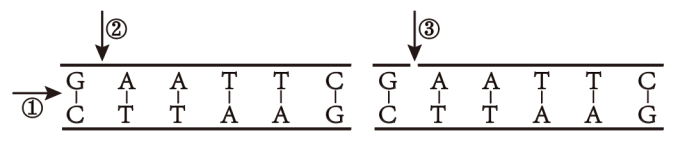 ② ③
G A A T T C G A A T T C
①
C T T A A G C T T A A G